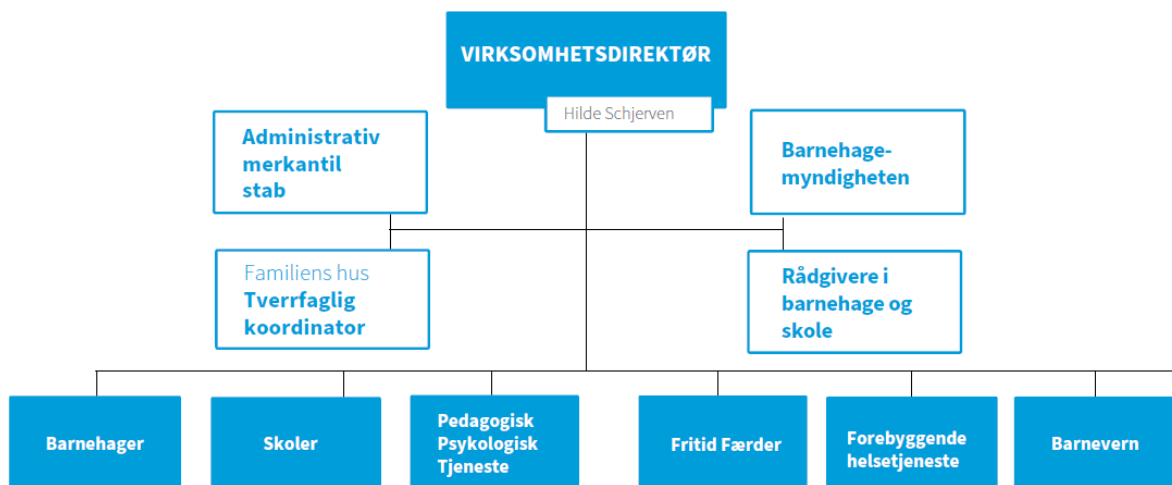 VIRKSOMHETSDIREKTØR
Hilde Schjerven
Administrativ
merkantil
stab
Barnehage-
myndigheten
Familiens hus
Tverrfaglig
koordinator
Rådgivere i
barnehage og
skole
Barnehager
Skoler
Pedagogisk
Psykologisk
Tjeneste
Fritid Færder
Forebyggende
helsetjeneste
Barnevern